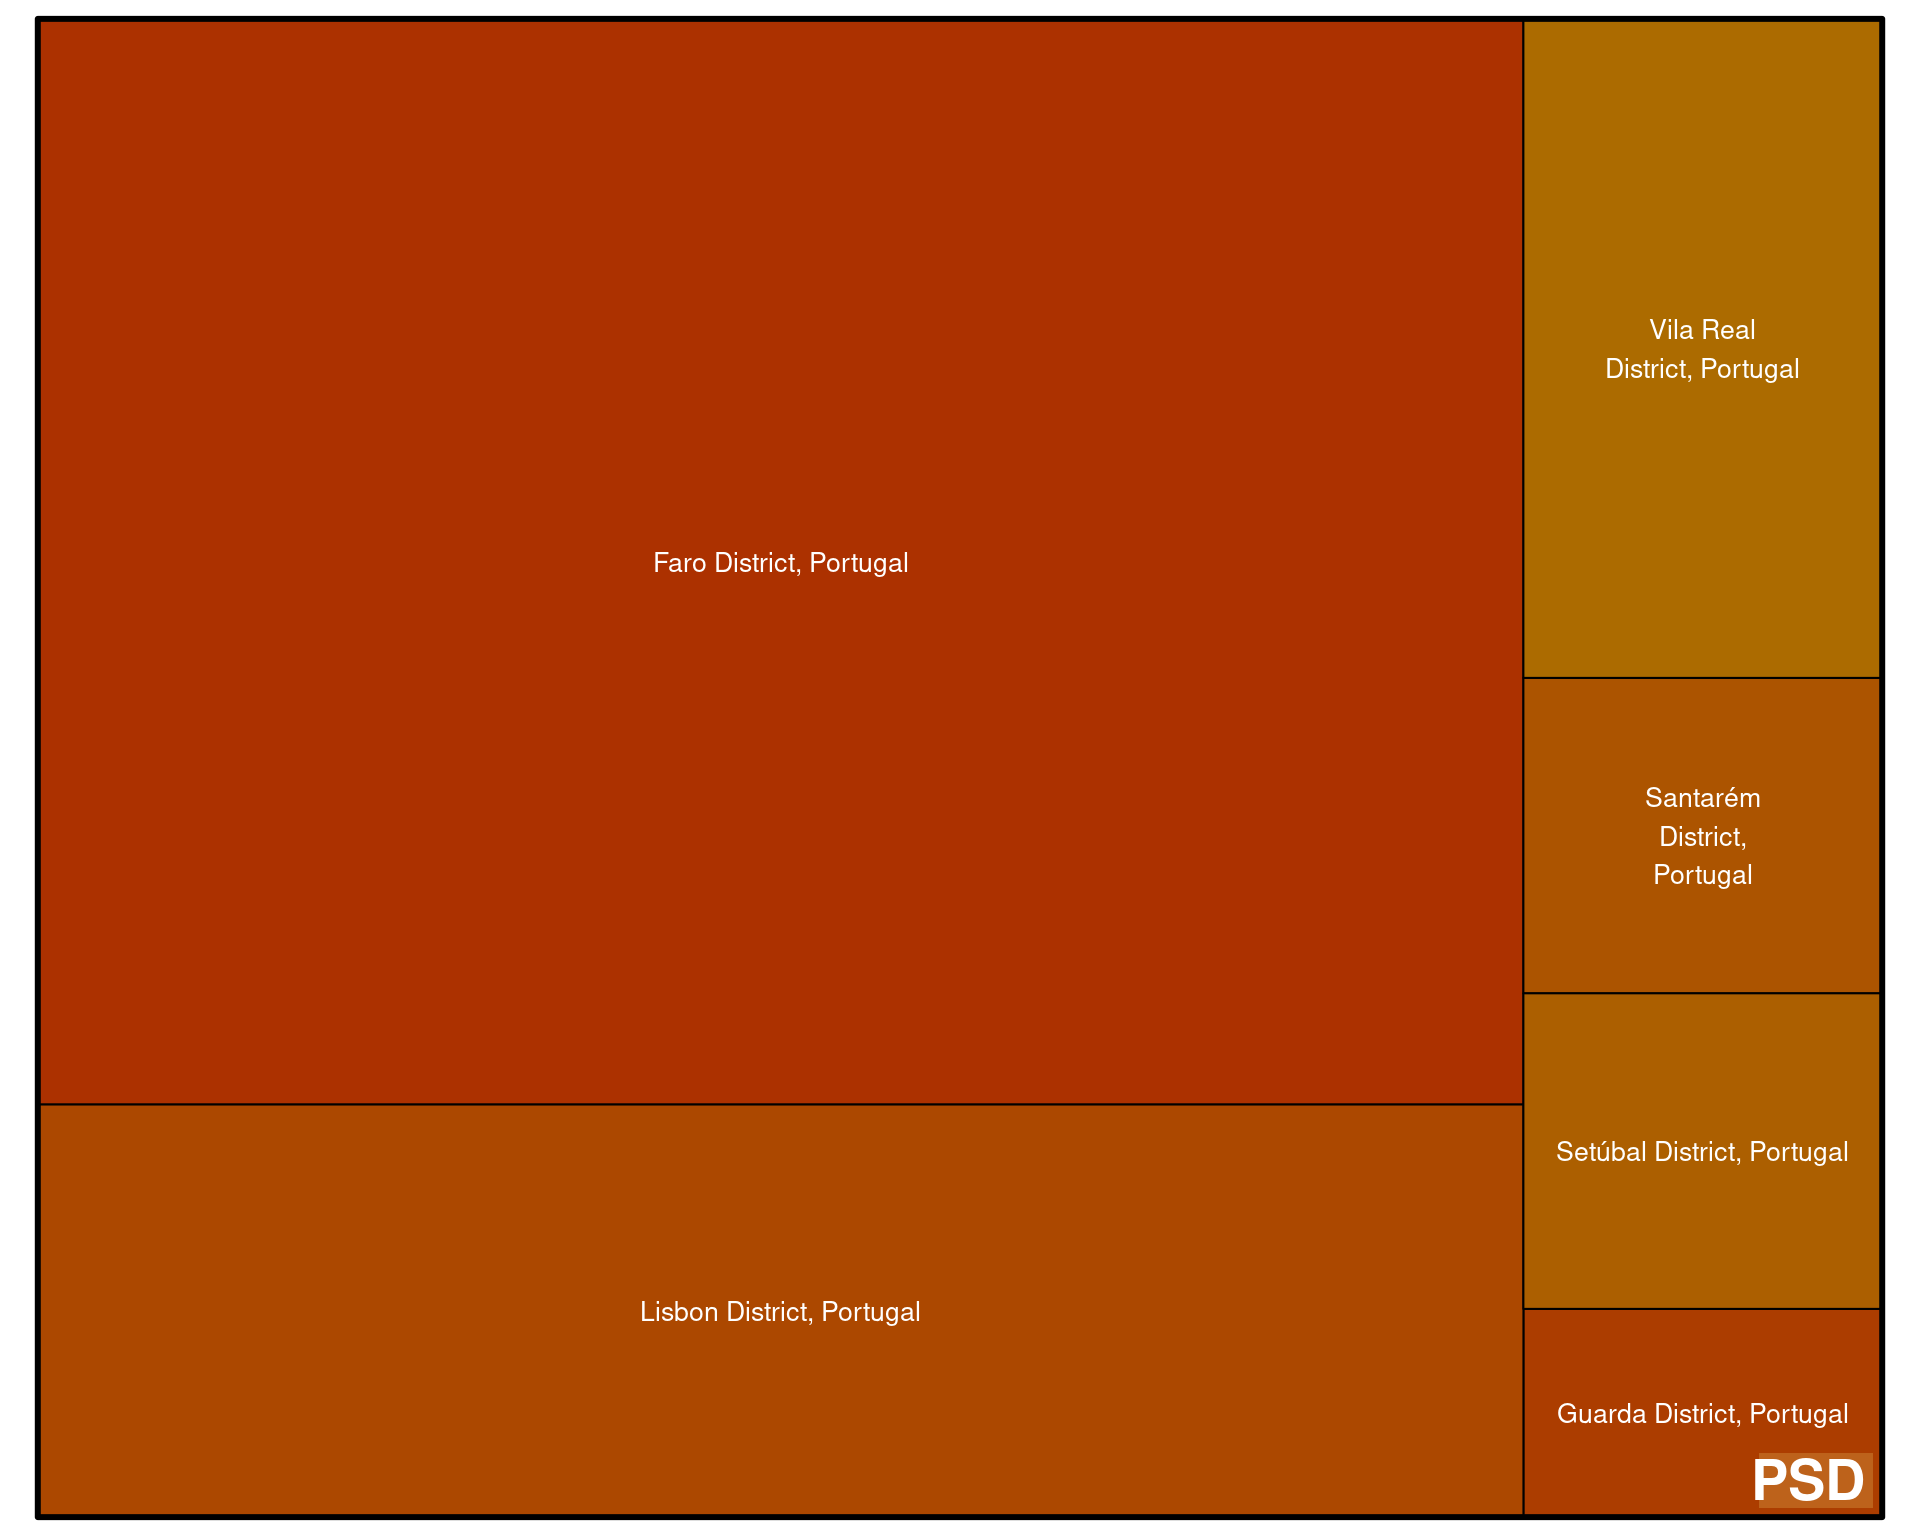 Faro District, Portugal
Lisbon District, Portugal
Vila Real
District, Portugal
Santarém
District,
Portugal
Setúbal District, Portugal
Guarda District, Portugal
PSD